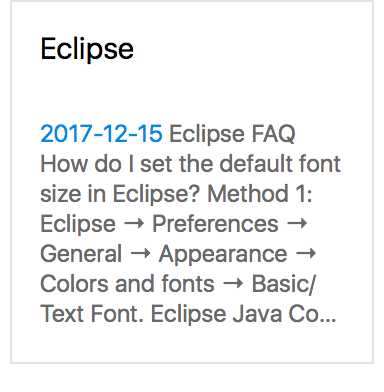 Eclipse
2017-12-15 Eclipse FAQ
How do I set the default font
size in Eclipse? Method 1:
Eclipse → Preferences →
General → Appearance →
Colors and fonts → Basic/
Text Font. Eclipse Java Co...